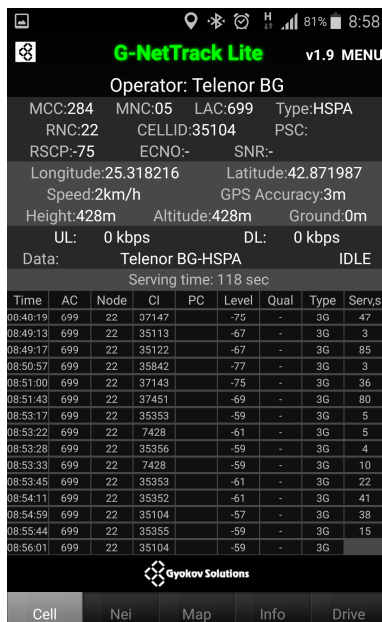 H 81% 8:58
G-NetTrack Lite v1.9 MENU
Operator: Telenor BG
MCC:284 MNC:05 LAC:699 Type:HSPA
RNC:22 CELLID:35104 PSC:
RSCP:-75 ECNO:- SNR:-
Longitude:25.318216 Latitude:42.871987
Speed:2km/h GPS Accuracy:3m
Height:428m Altitude:428m Ground:0m
UL: 0 kbps DL: 0 kbps
Data: Telenor BG-HSPA IDLE
Serving time: 118 sec
Time AC Node CI PC Level Qual Type Serv,s
08:48:19 699 22 37147 -75 - 3G 47
08:49:13 699 22 35113 -67 - 3G 3
08:49:17 699 22 35122 -67 - 3G 85
08:50:57 699 22 35842 -77 - 3G 3
08:51:00 699 22 37143 -75 - 3G 36
08:51:43 699 22 37451 -69 - 3G 80
08:53:17 699 22 35353 -59 - 3G 5
08:53:22 699 22 7428 -61 - 3G 5
08:53:28 699 22 35356 -59 - 3G 4
08:53:33 699 22 7428 -59 - 3G 10
08:53:45 699 22 35353 -61 - 3G 22
08:54:11 699 22 35352 -61 - 3G 41
08:54:59 699 22 35104 -57 - 3G 38
08:55:44 699 22 35355 -59 - 3G 15
08:56:01 699 22 35104 -59 - 3G
Gyokov Solutions
Cell Nei Map Info Drive